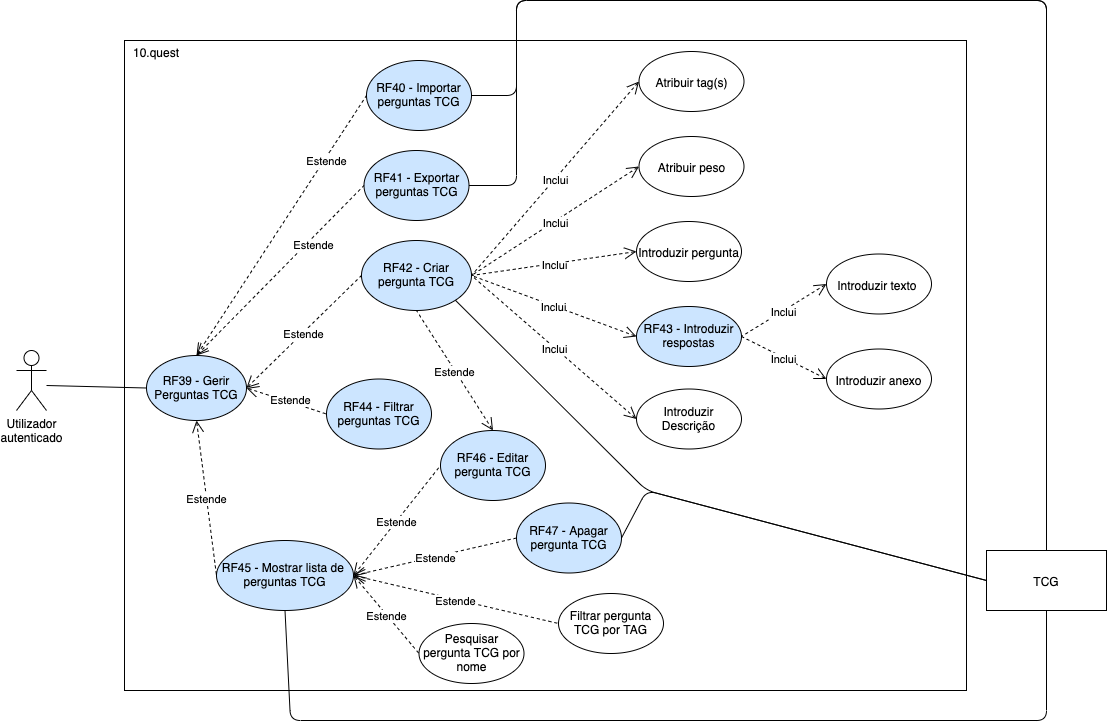 10.quest
RF40 - Importar
perguntas TCG
Atribuir tag(s)
Estende
RF41 - Exportar
perguntas TCG
Inclui
Atribuir peso
Estende
Inclui
RF42 - Criar
pergunta TCG
Inclui
Introduzir pergunta
Inclui
RF43 - Introduzir
respostas
Inclui
Introduzir texto
Inclui
Introduzir anexo
Estende
Inclui
Introduzir
Descrição
Utilizador
autenticado
RF39 - Gerir
Perguntas TCG
Estende
RF44 - Filtrar
perguntas TCG
Estende
RF46 - Editar
pergunta TCG
Estende
Estende
RF47 - Apagar
pergunta TCG
Estende
RF45 - Mostrar lista de
perguntas TCG
Estende
Filtrar pergunta
TCG por TAG
Estende
Pesquisar
pergunta TCG por
nome
TCG